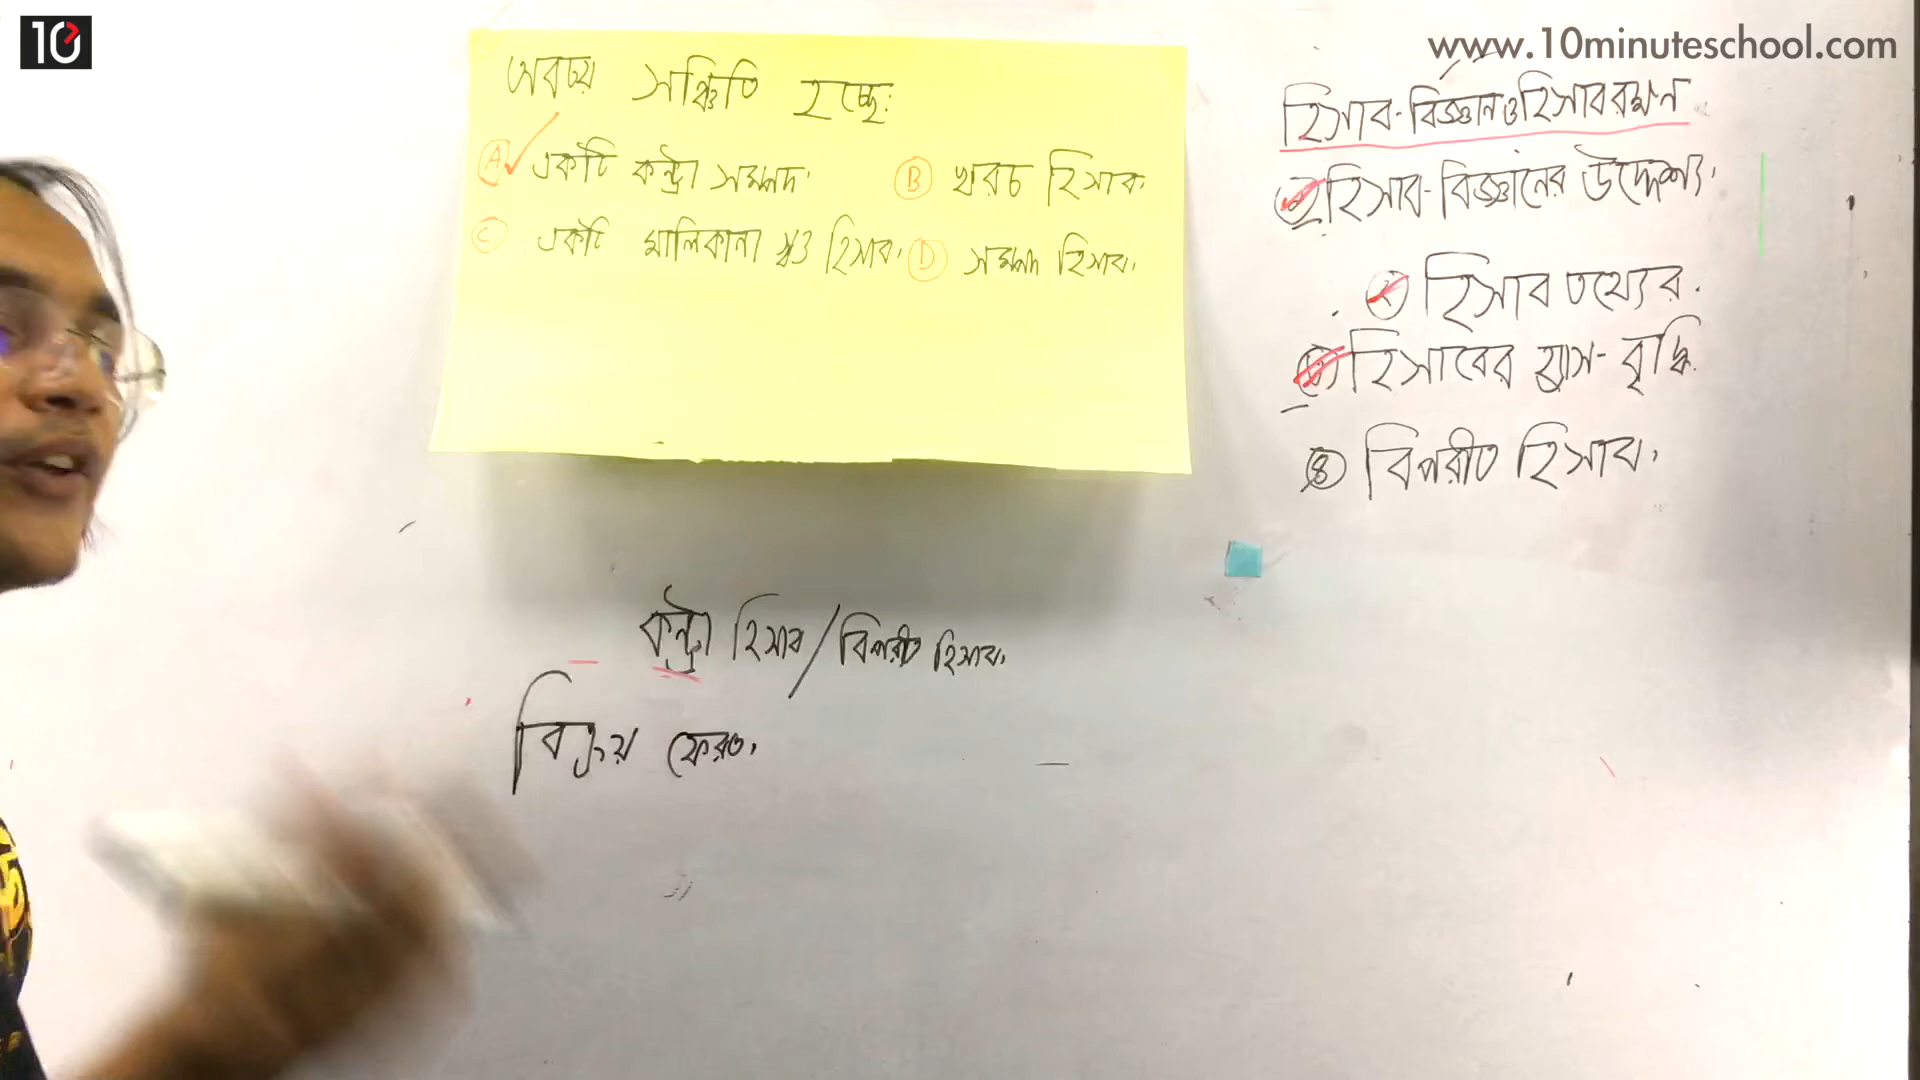 10
www.10minuteschool.com
অবচয় সঞ্চিতি হচ্ছে:
A একটি কন্ট্রা সম্পদ.
B খরচ হিসাব.
C একটি মালিকানা স্বত্ত হিসাব.
D সম্পদ হিসাব.
হিসাব-বিজ্ঞান ও হিসাবরক্ষণ
হিসাব-বিজ্ঞানের উদ্দেশ্য.
হিসাব তথ্যের.
হিসাবের হ্রাস-বৃদ্ধি.
৪ বিপরীত হিসাব.
কন্ট্রা হিসাব/বিপরীত হিসাব.
বিক্রয় ফেরত.